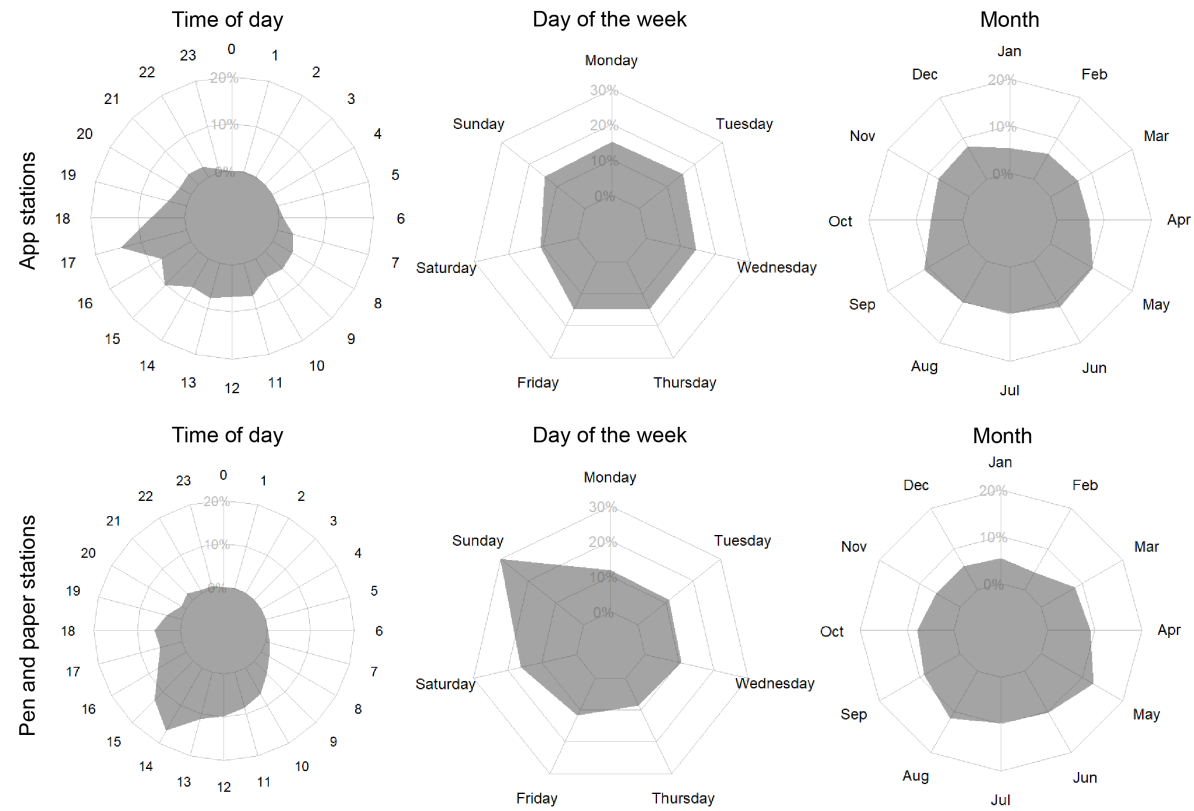 Time of day
Day of the week
Month
App stations
0
1
2
3
4
5
6
7
8
9
10
11
12
13
14
15
16
17
18
19
20
21
22
23
20%
10%
0%
Monday
Tuesday
Wednesday
Thursday
Friday
Saturday
Sunday
30%
20%
10%
0%
Jan
Feb
Mar
Apr
May
Jun
Jul
Aug
Sep
Oct
Nov
Dec
20%
10%
0%
Time of day
Day of the week
Month
Pen and paper stations
0
1
2
3
4
5
6
7
8
9
10
11
12
13
14
15
16
17
18
19
20
21
22
23
20%
10%
0%
Monday
Tuesday
Wednesday
Thursday
Friday
Saturday
Sunday
30%
20%
10%
0%
Jan
Feb
Mar
Apr
May
Jun
Jul
Aug
Sep
Oct
Nov
Dec
20%
10%
0%